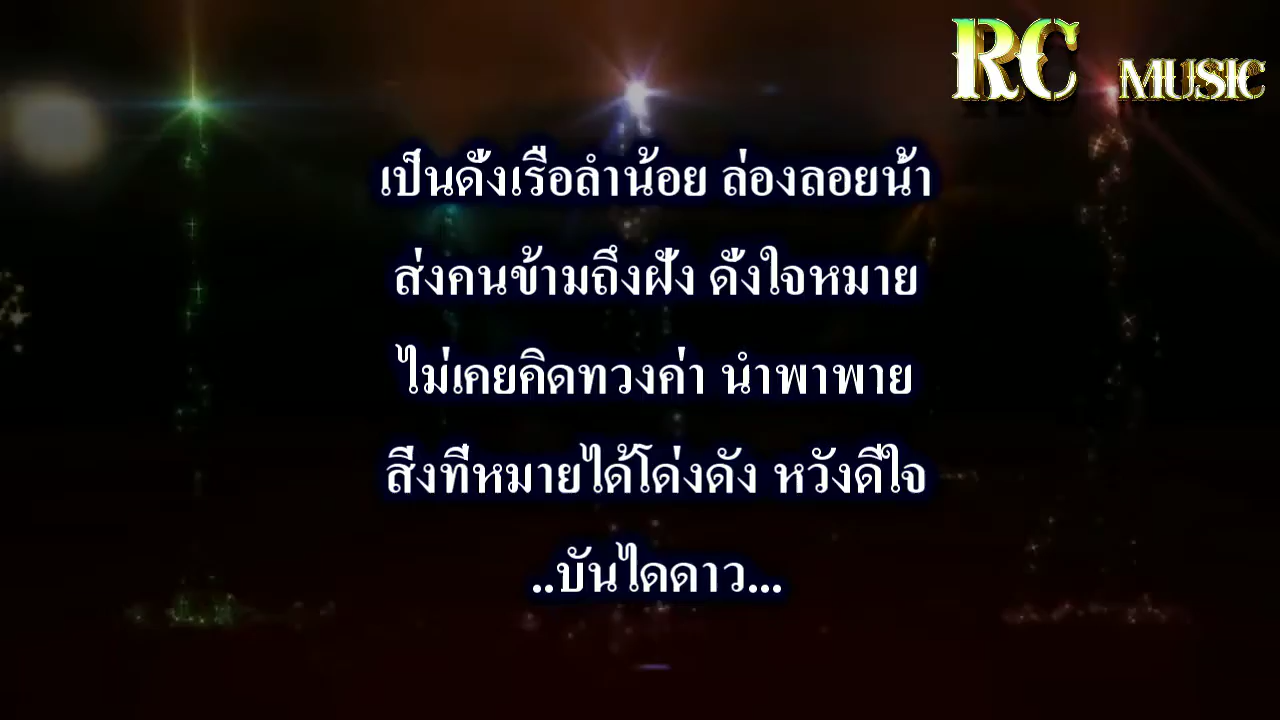 RC MUSIC
เป็นดั่งเรือลำน้อย ล่องลอยน้ำ
ส่งคนข้ามถึงฝั่ง ดั่งใจหมาย
ไม่เคยคิดทวงค่า นำพาพาย
สิ่งที่หมายได้โด่งดัง หวังดีใจ
..บันไดดาว...